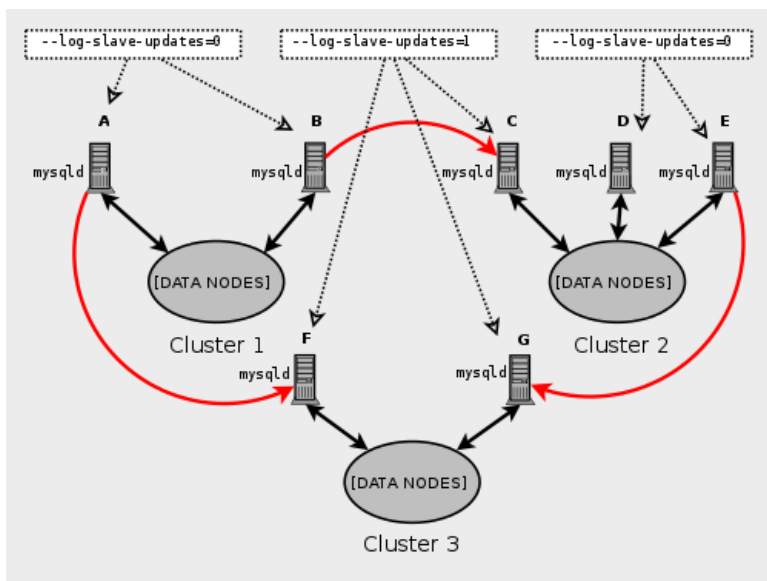 --log-slave-updates=0
--log-slave-updates=1
--log-slave-updates=0
A
B
C
D
E
mysqld
mysqld
mysqld
mysqld
mysqld
[DATA NODES]
[DATA NODES]
Cluster 1
Cluster 2
F
G
mysqld
mysqld
[DATA NODES]
Cluster 3